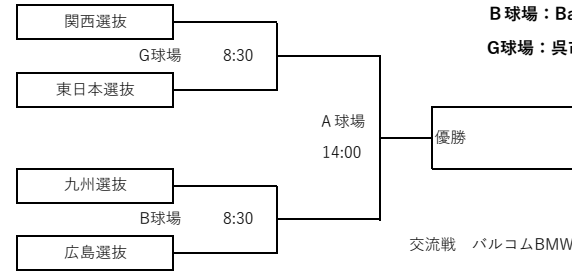 関西選抜
B球場：Ba
G球場　8:30
G球場：呉
東日本選抜
A球場
14:00
優勝
九州選抜
B球場　8:30
広島選抜
交流戦　バルコムBMW